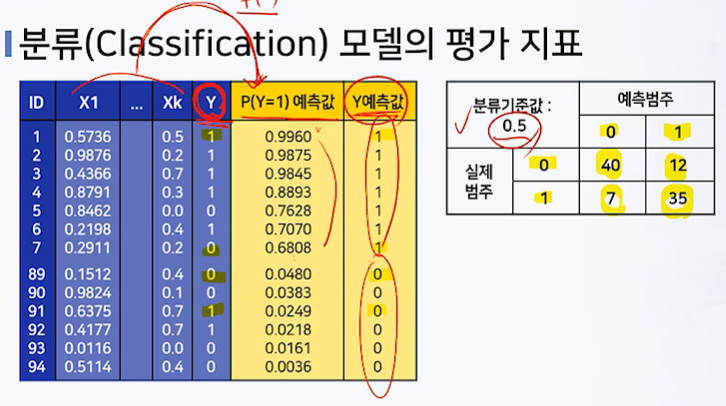 분류(Classification) 모델의 평가 지표
ID X1 ... Xk Y P(Y=1) 예측값 Y예측값
1 0.5736 0.5 1 0.9960 1
2 0.9876 0.2 1 0.9875 1
3 0.4366 0.7 1 0.9845 1
4 0.8791 0.3 1 0.8893 1
5 0.8462 0.0 0 0.7628 1
6 0.2198 0.4 1 0.7070 1
7 0.2911 0.2 0 0.6808 1
89 0.1512 0.4 0 0.0480 0
90 0.9824 0.1 0 0.0383 0
91 0.6375 0.7 1 0.0249 0
92 0.4177 0.7 1 0.0218 0
93 0.0116 0.0 0 0.0161 0
94 0.5114 0.4 0 0.0036 0
분류기준값 :
0.5
예측범주
0 1
실제
범주
0 40 12
1 7 35